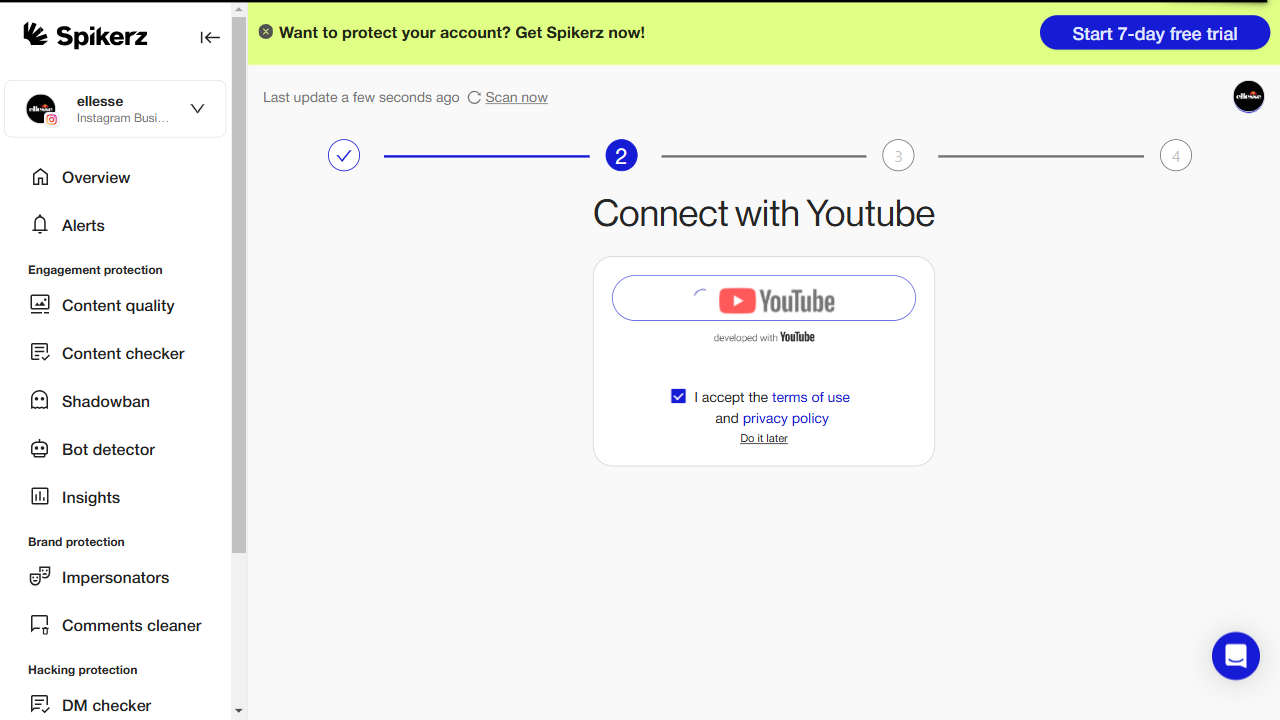 Spikerz
Want to protect your account? Get Spikerz now!
Start 7-day free trial
ellesse
Instagram Busi...
Last update a few seconds ago
Scan now
ellesse
2
3
4
Overview
Alerts
Engagement protection
Content quality
Content checker
Shadowban
Bot detector
Insights
Brand protection
Impersonators
Comments cleaner
Hacking protection
DM checker
Connect with Youtube
YouTube
developed with YouTube
I accept the terms of use
and privacy policy
Do it later